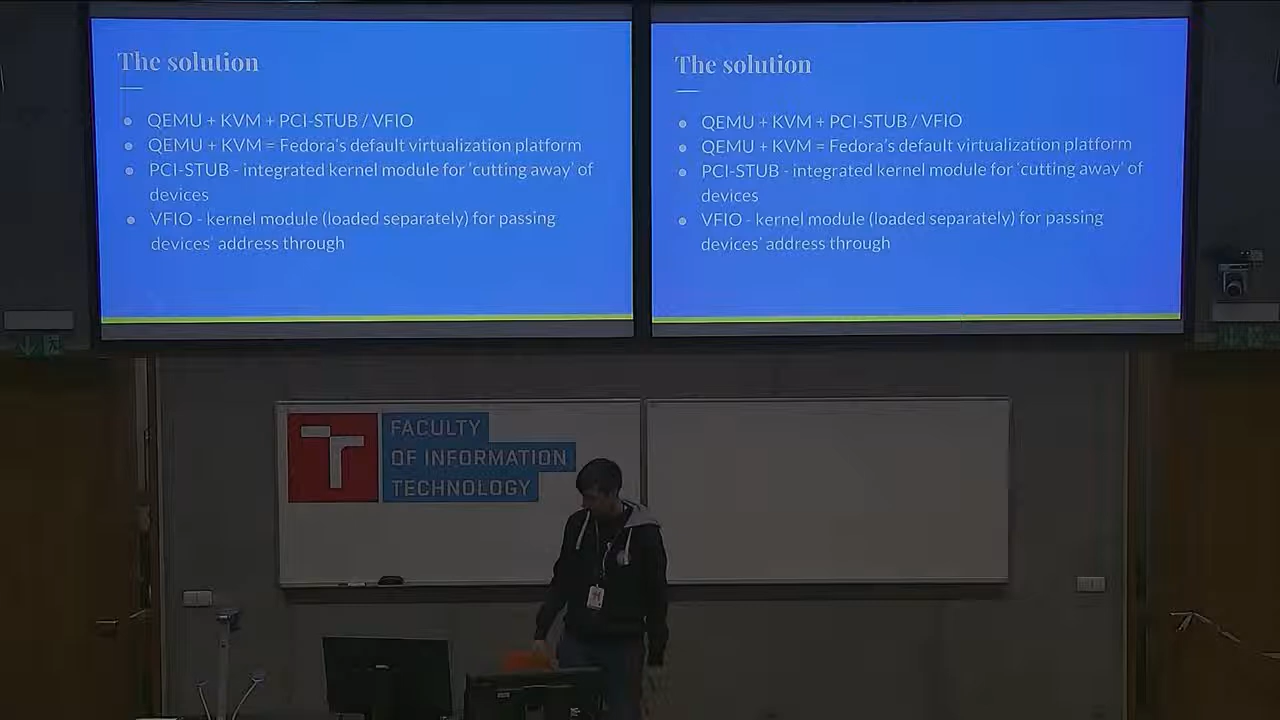 The solution
QEMU + KVM + PCI-STUB / VFIO
QEMU + KVM = Fedora's default virtualization platform
PCI-STUB - integrated kernel module for 'cutting away' of
devices
VFIO - kernel module (loaded separately) for passing
devices' address through
The solution
QEMU + KVM + PCI-STUB / VFIO
QEMU + KVM = Fedora's default virtualization platform
PCI-STUB - integrated kernel module for 'cutting away' of
devices
VFIO - kernel module (loaded separately) for passing
devices' address through
T
FACULTY
OF INFORMATION
TECHNOLOGY